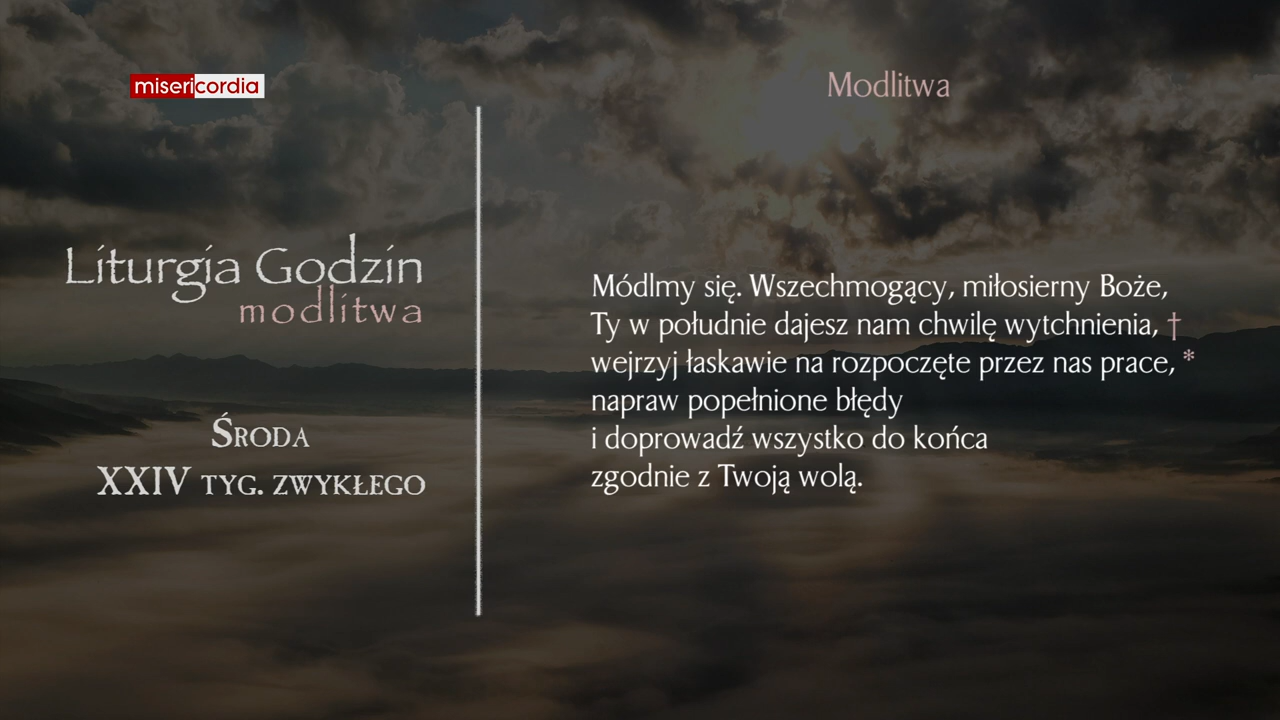 misericordia
Liturgia Godzin
modlitwa
Środa
XXIV tyg. zwykłego
Modlitwa
Módlmy się. Wszechmogący, miłosierny Boże,
Ty w południe dajesz nam chwilę wytchnienia, †
wejrzyj łaskawie na rozpoczęte przez nas prace, *
napraw popełnione błędy
i doprowadź wszystko do końca
zgodnie z Twoją wolą.